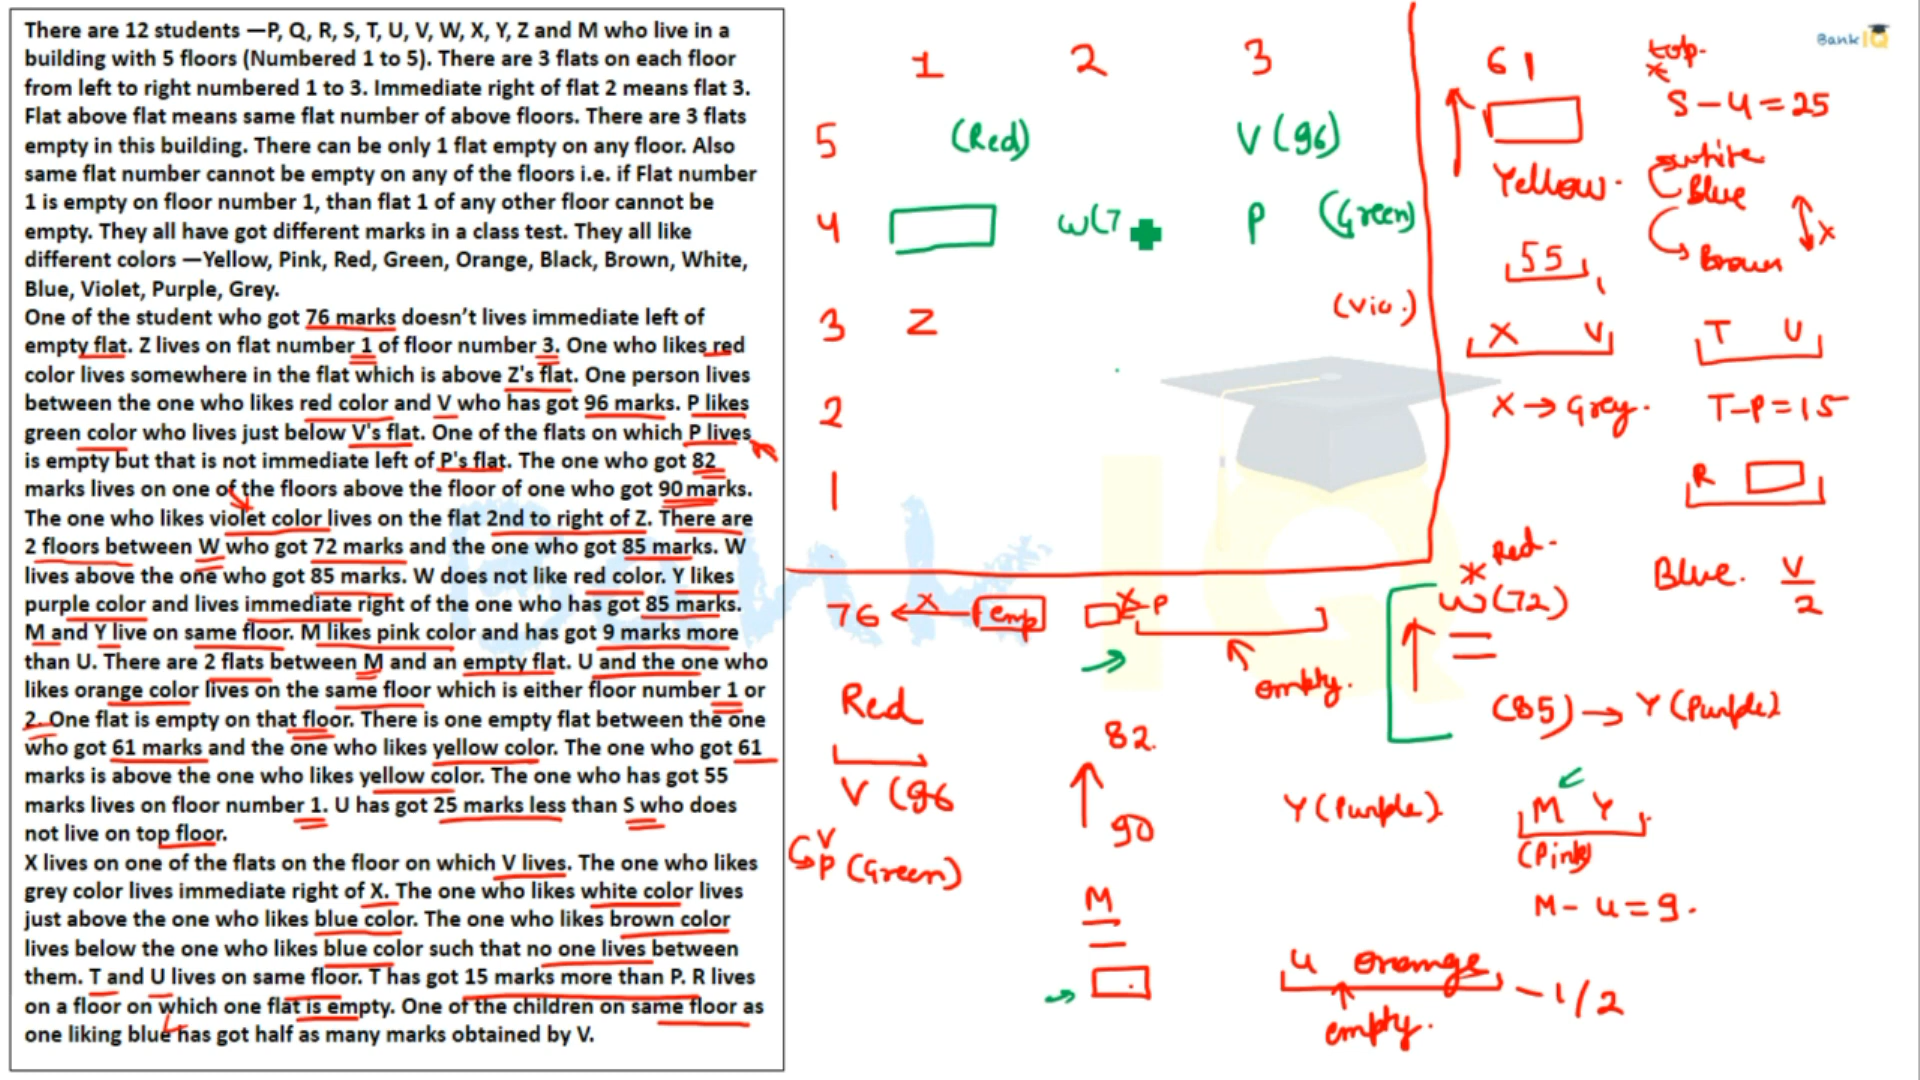 There are 12 students —P, Q, R, S, T, U, V, W, X, Y, Z and M who live in a
building with 5 floors (Numbered 1 to 5). There are 3 flats on each floor
from left to right numbered 1 to 3. Immediate right of flat 2 means flat 3.
Flat above flat means same flat number of above floors. There are 3 flats
empty in this building. There can be only 1 flat empty on any floor. Also
same flat number cannot be empty on any of the floors i.e. if Flat number
1 is empty on floor number 1, than flat 1 of any other floor cannot be
empty. They all have got different marks in a class test. They all like
different colors —Yellow, Pink, Red, Green, Orange, Black, Brown, White,
Blue, Violet, Purple, Grey.
One of the student who got 76 marks doesn't lives immediate left of
empty flat. Z lives on flat number 1 of floor number 3. One who likes red
color lives somewhere in the flat which is above Z's flat. One person lives
between the one who likes red color and V who has got 96 marks. P likes
green color who lives just below V's flat. One of the flats on which P lives
is empty but that is not immediate left of P's flat. The one who got 82
marks lives on one of the floors above the floor of one who got 90 marks.
The one who likes violet color lives on the flat 2nd to right of Z. There are
2 floors between W who got 72 marks and the one who got 85 marks. W
lives above the one who got 85 marks. W does not like red color. Y likes
purple color and lives immediate right of the one who has got 85 marks.
M and Y live on same floor. M likes pink color and has got 9 marks more
than U. There are 2 flats between M and an empty flat. U and the one who
likes orange color lives on the same floor which is either floor number 1 or
2. One flat is empty on that floor. There is one empty flat between the one
who got 61 marks and the one who likes yellow color. The one who got 61
marks is above the one who likes yellow color. The one who has got 55
marks lives on floor number 1. U has got 25 marks less than S who does
not live on top floor.
X lives on one of the flats on the floor on which V lives. The one who likes
grey color lives immediate right of X. The one who likes white color lives
just above the one who likes blue color. The one who likes brown color
lives below the one who likes blue color such that no one lives between
them. T and U lives on same floor. T has got 15 marks more than P. R lives
on a floor on which one flat is empty. One of the children on same floor as
one liking blue has got half as many marks obtained by V.
1 2 3
5 (Red) V (96)
4 W(7 P (Green)
3 Z (Vio.)
2
1
76 x emp x P
empty.
Red
V (96
V
P (Green)
82.
90
M
* Red.
W (72)
(85) → Y (Purple)
Y (Purple)
M Y
(Pink)
M - U = 9.
U orange - 1/2
empty.
61
Yellow.
55
1
X V
X → Grey.
top.
x
S - U = 25
white
Blue
Brown
x
T U
T - P = 15
R
Blue. V
2
Bank IQ
Bank IQ